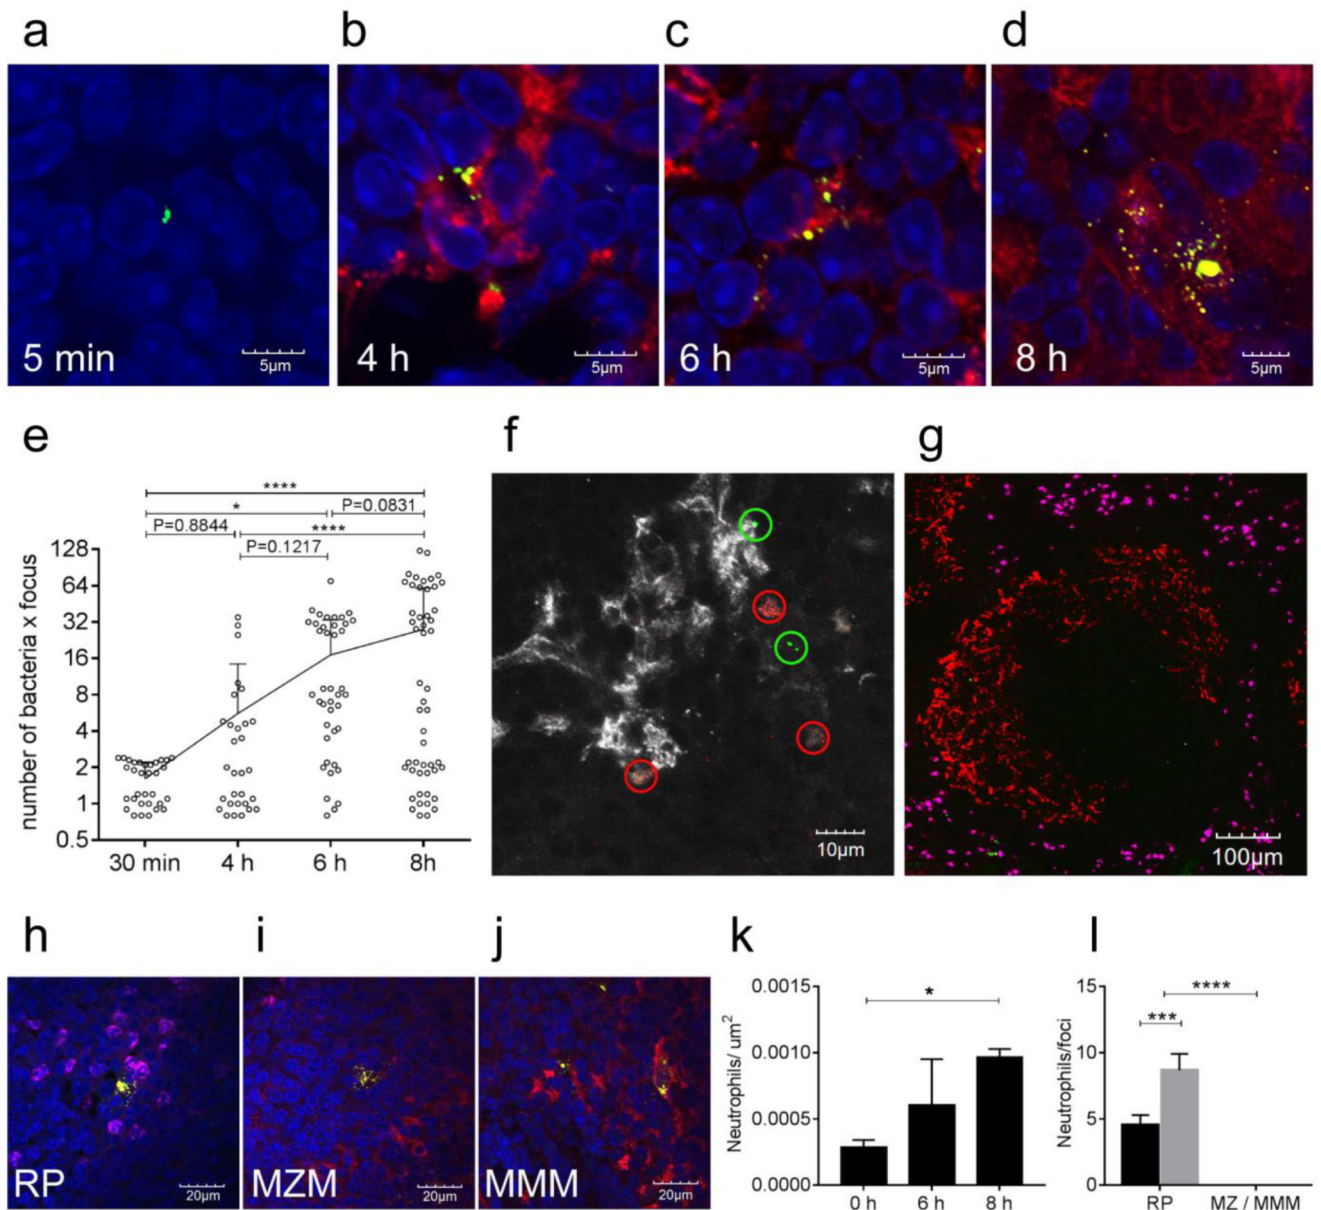 a
b
c
d
5 min
5µm
4 h
5µm
6 h
5µm
8 h
5µm
e
f
g
****
*
P=0.0831
P=0.8844
****
P=0.1217
number of bacteria x focus
128
64
32
16
8
4
2
1
0.5
30 min
4 h
6 h
8h
10µm
100µm
h
i
j
k
l
RP
20µm
MZM
20µm
MMM
20µm
Neutrophils/ um²
0.0015
0.0010
0.0005
0.0000
*
0 h
6 h
8 h
Neutrophils/foci
15
10
5
0
****
***
RP
MZ / MMM